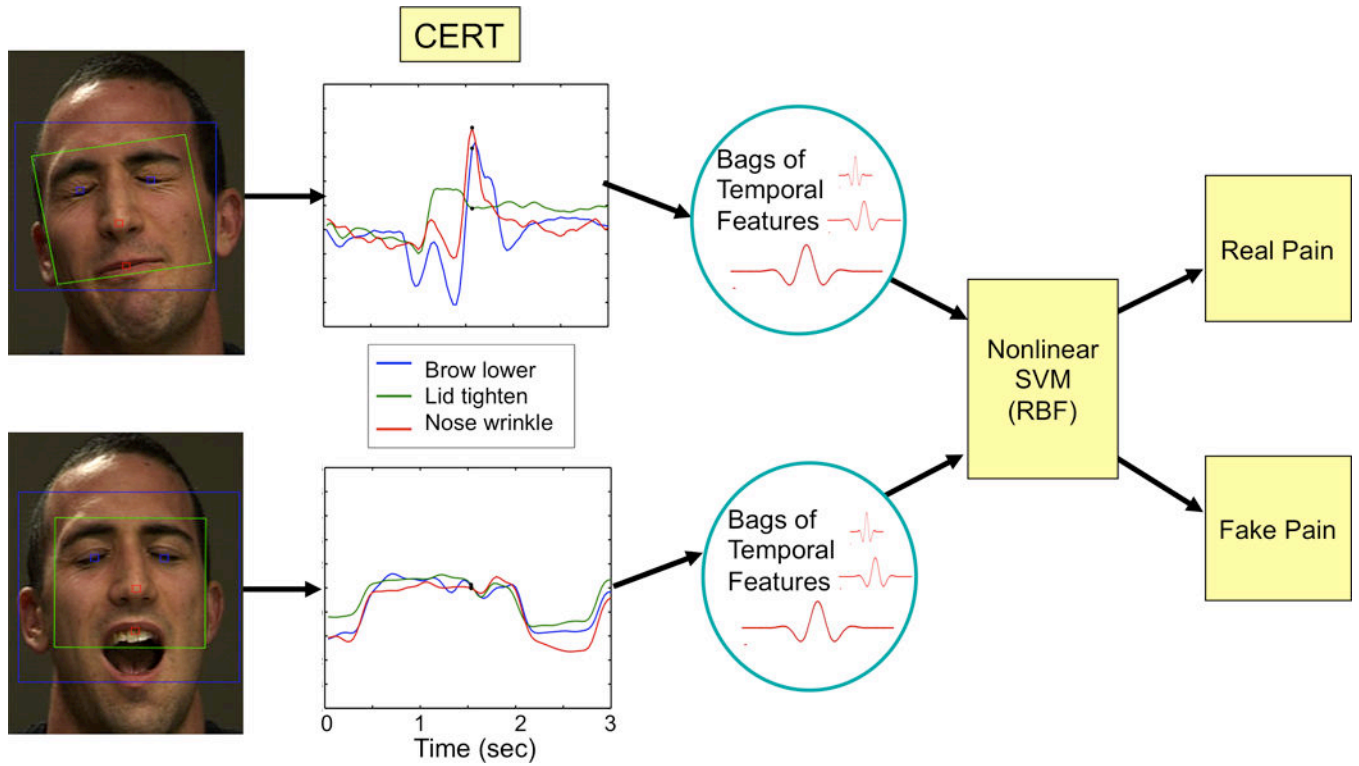 CERT
Bags of
Temporal
Features
Real Pain
Brow lower
Lid tighten
Nose wrinkle
Nonlinear
SVM
(RBF)
Bags of
Temporal
Features
Fake Pain
0 1 2 3
Time (sec)